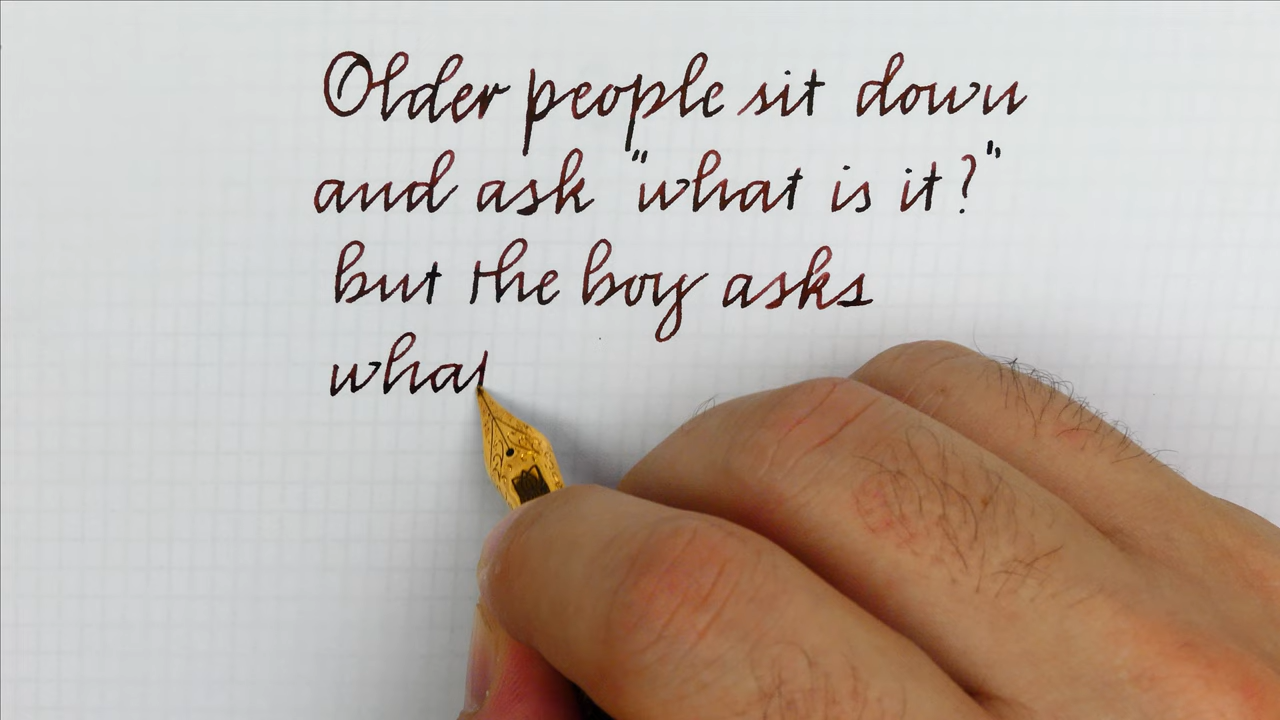 Older people sit down
and ask "what is it?"
but the boy asks
what